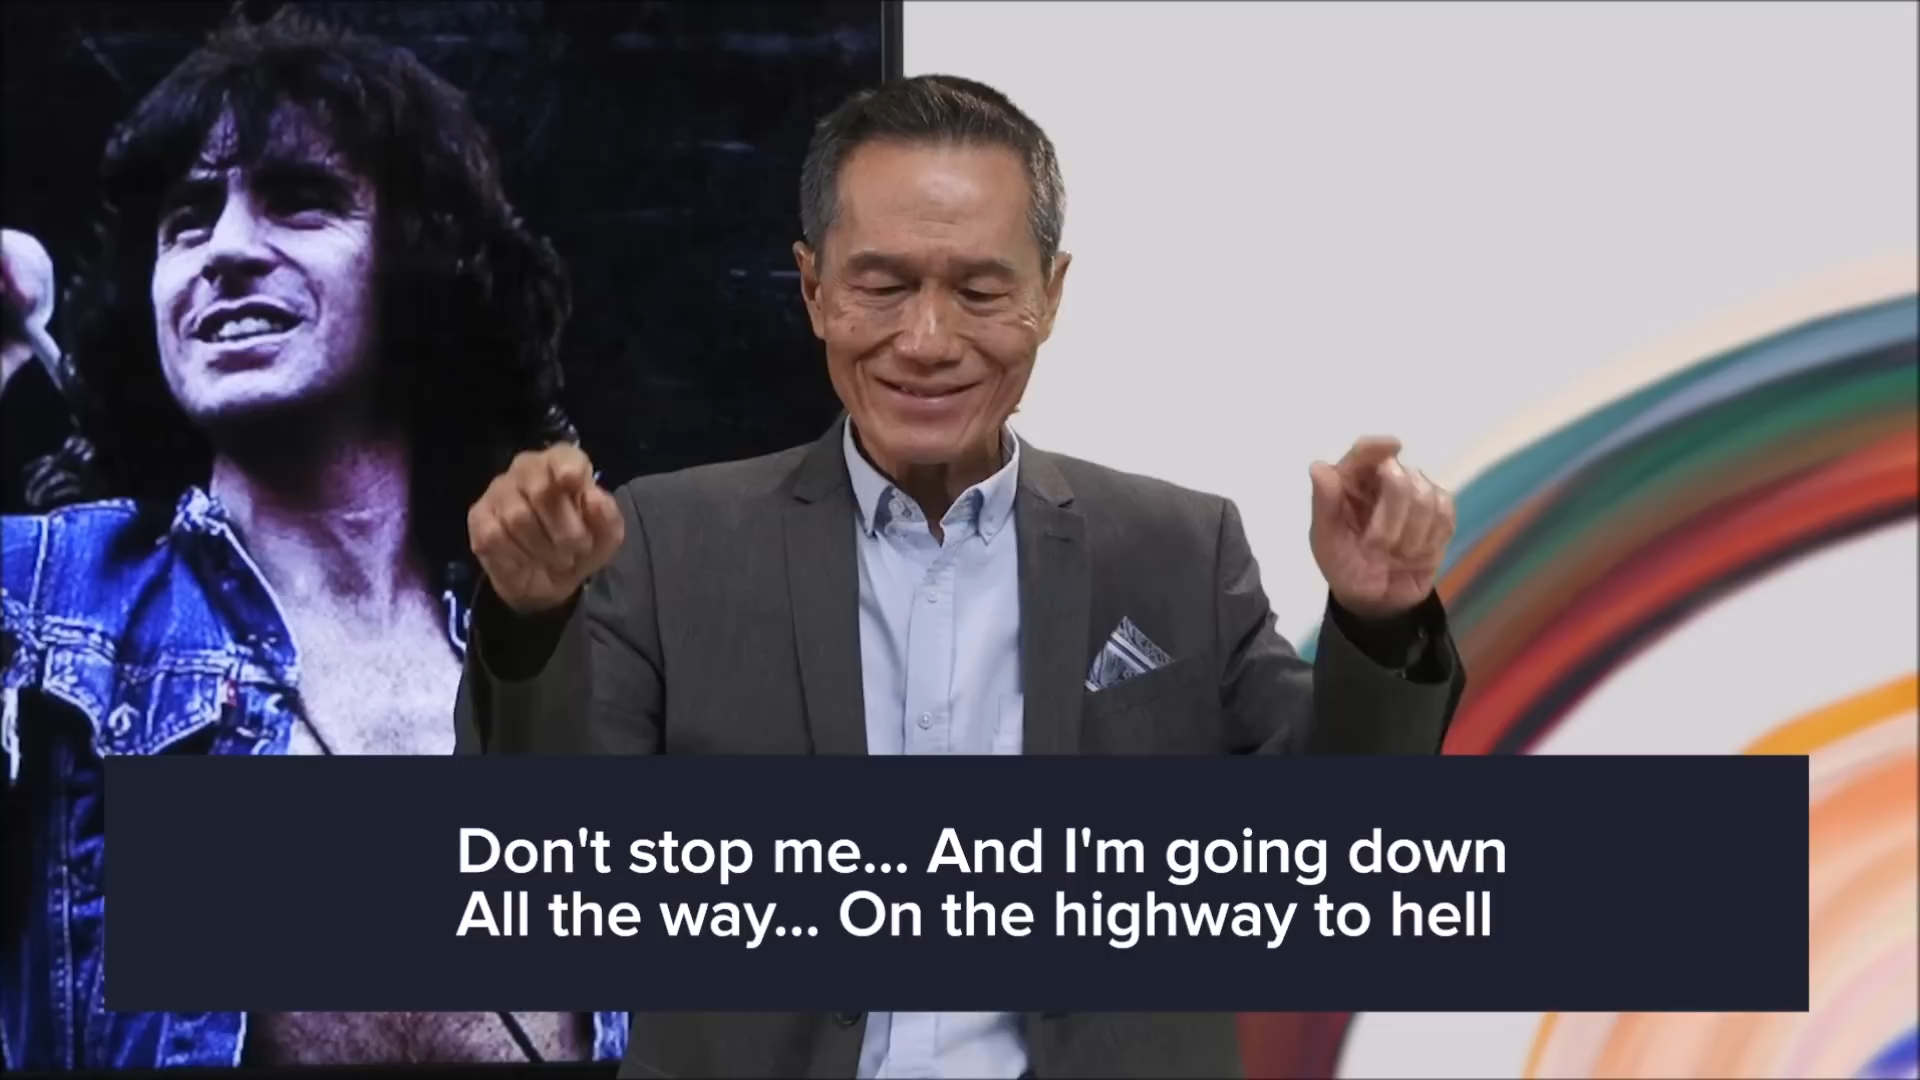 Don't stop me... And I'm going down
All the way... On the highway to hell